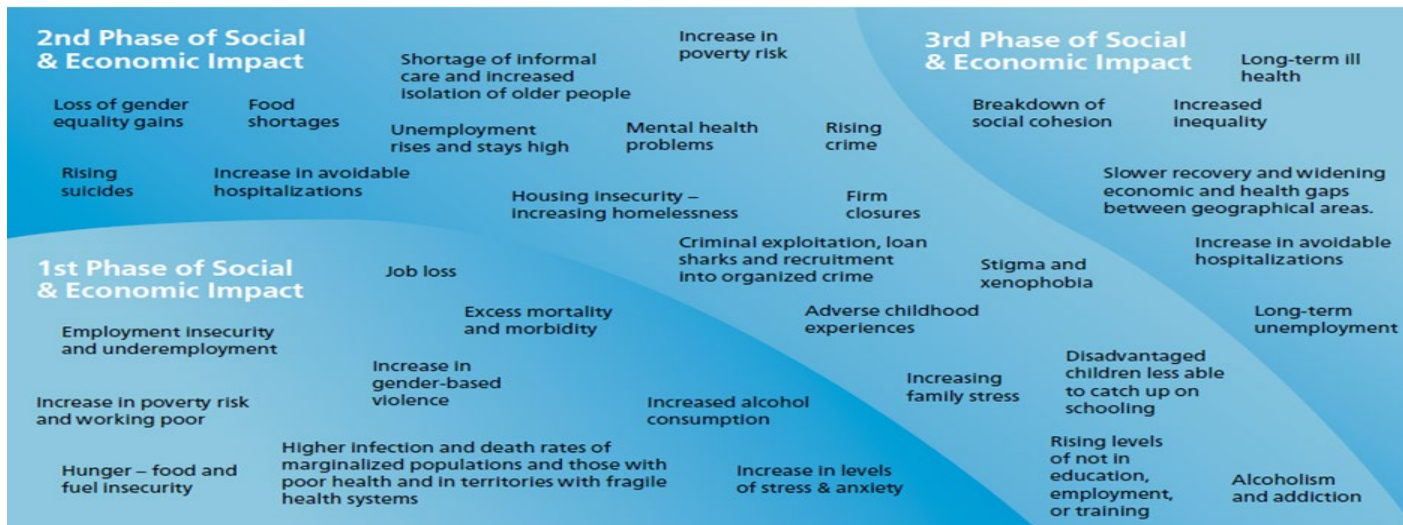 2nd Phase of Social
& Economic Impact
Increase in
poverty risk
Shortage of informal
care and increased
isolation of older people
Loss of gender
equality gains
Food
shortages
Unemployment
rises and stays high
Mental health
problems
Rising
crime
Rising
suicides
Increase in avoidable
hospitalizations
Housing insecurity –
increasing homelessness
Firm
closures
Criminal exploitation, loan
sharks and recruitment
into organized crime
Stigma and
xenophobia
Adverse childhood
experiences
Increasing
family stress
Disadvantaged
children less able
to catch up on
schooling
Rising levels
of not in
education,
employment,
or training
3rd Phase of Social
& Economic Impact
Long-term ill
health
Breakdown of
social cohesion
Increased
inequality
Slower recovery and widening
economic and health gaps
between geographical areas.
Increase in avoidable
hospitalizations
Long-term
unemployment
Alcoholism
and addiction
1st Phase of Social
& Economic Impact
Job loss
Excess mortality
and morbidity
Employment insecurity
and underemployment
Increase in
gender-based
violence
Increase in poverty risk
and working poor
Increased alcohol
consumption
Hunger – food and
fuel insecurity
Higher infection and death rates of
marginalized populations and those with
poor health and in territories with fragile
health systems
Increase in levels
of stress & anxiety